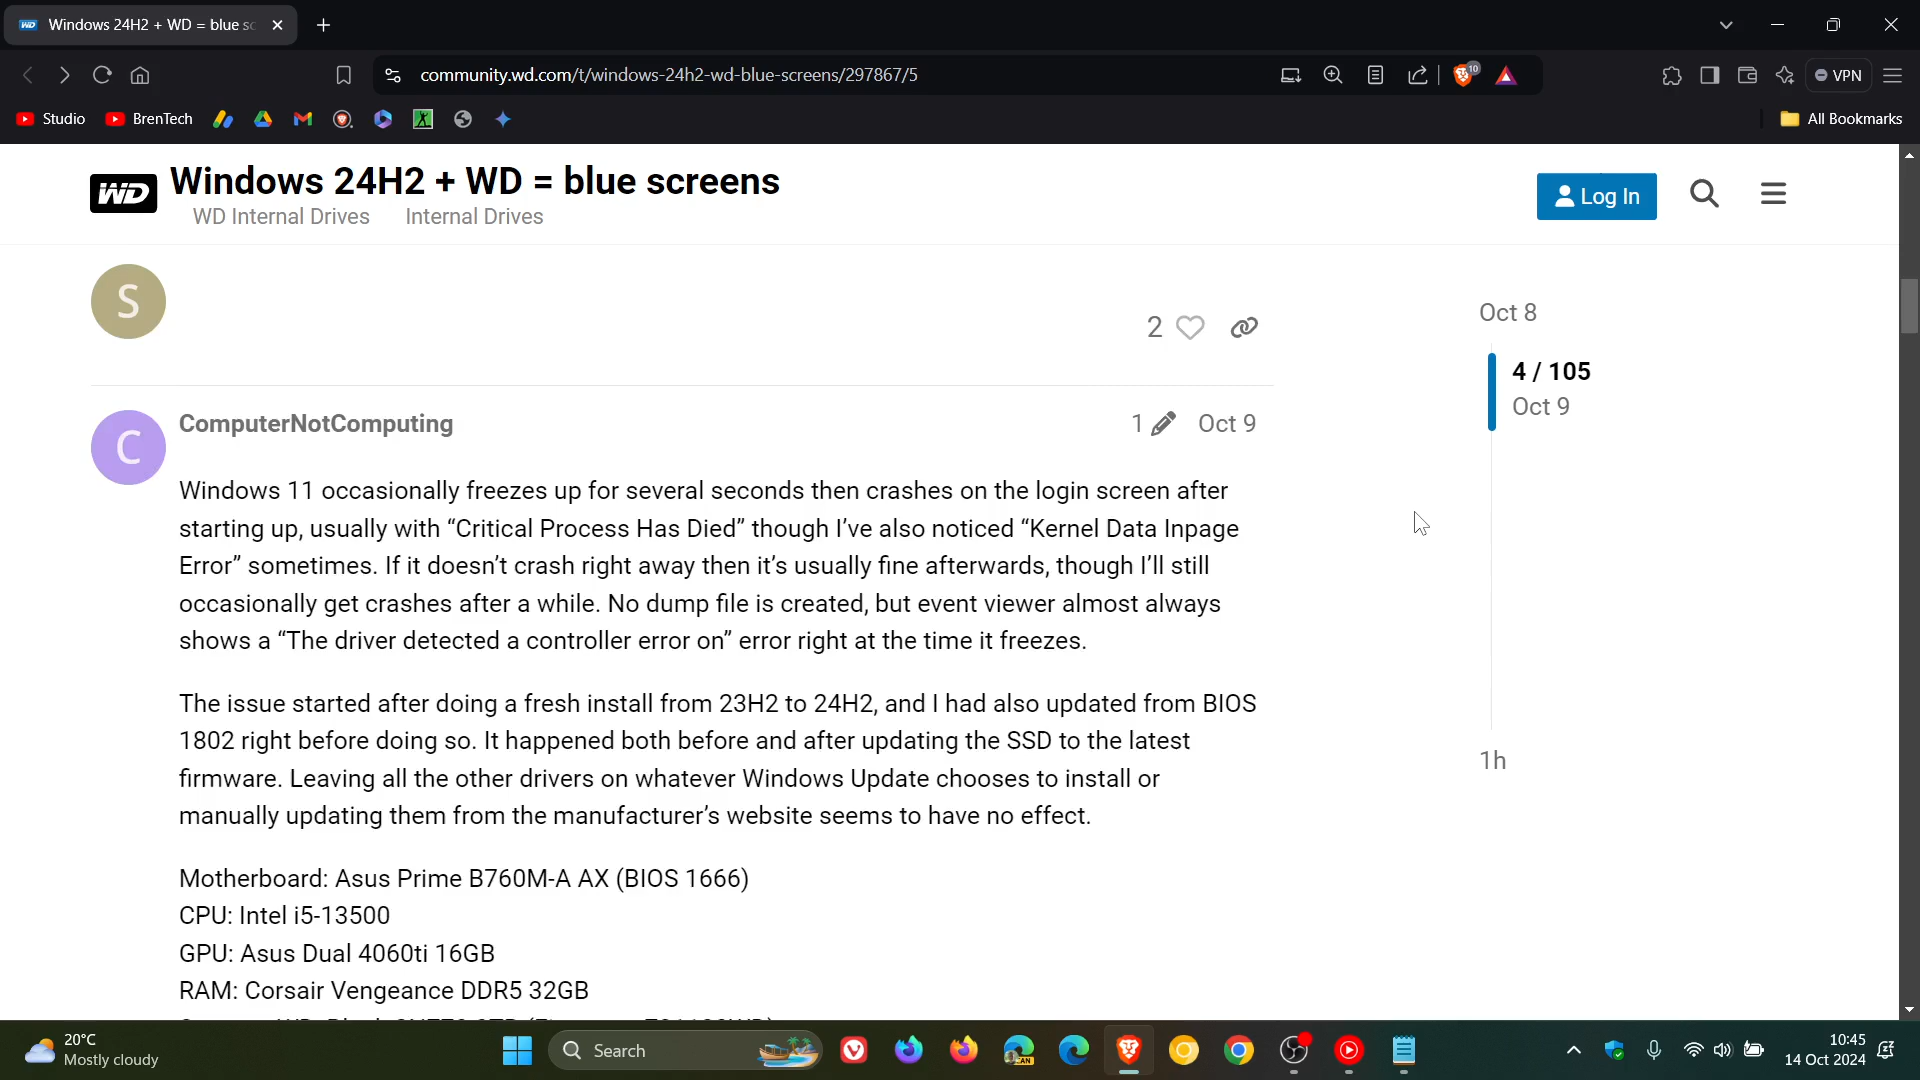 Windows 24H2 + WD = blue sc
community.wd.com/t/windows-24h2-wd-blue-screens/297867/5
10
VPN
Studio
BrenTech
All Bookmarks
WD
Windows 24H2 + WD = blue screens
WD Internal Drives Internal Drives
Log In
S
2
Oct 8
4 / 105
Oct 9
1h
C
ComputerNotComputing
1
Oct 9
Windows 11 occasionally freezes up for several seconds then crashes on the login screen after
starting up, usually with “Critical Process Has Died” though I’ve also noticed “Kernel Data Inpage
Error” sometimes. If it doesn’t crash right away then it’s usually fine afterwards, though I’ll still
occasionally get crashes after a while. No dump file is created, but event viewer almost always
shows a “The driver detected a controller error on” error right at the time it freezes.
The issue started after doing a fresh install from 23H2 to 24H2, and I had also updated from BIOS
1802 right before doing so. It happened both before and after updating the SSD to the latest
firmware. Leaving all the other drivers on whatever Windows Update chooses to install or
manually updating them from the manufacturer’s website seems to have no effect.
Motherboard: Asus Prime B760M-A AX (BIOS 1666)
CPU: Intel i5-13500
GPU: Asus Dual 4060ti 16GB
RAM: Corsair Vengeance DDR5 32GB
20°C
Mostly cloudy
Search
CAN
10:45
14 Oct 2024